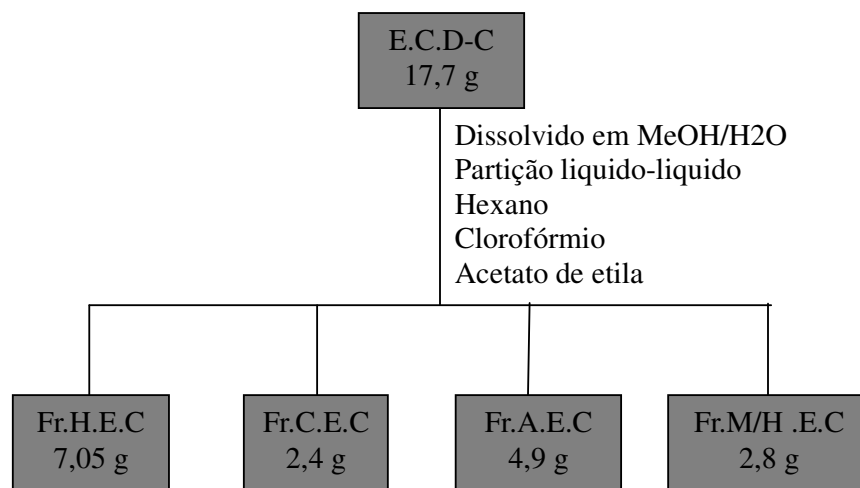 E.C.D-C
17,7 g
Dissolvido em MeOH/H2O
Partição liquido-liquido
Hexano
Clorofórmio
Acetato de etila
Fr.H.E.C
7,05 g
Fr.C.E.C
2,4 g
Fr.A.E.C
4,9 g
Fr.M/H .E.C
2,8 g